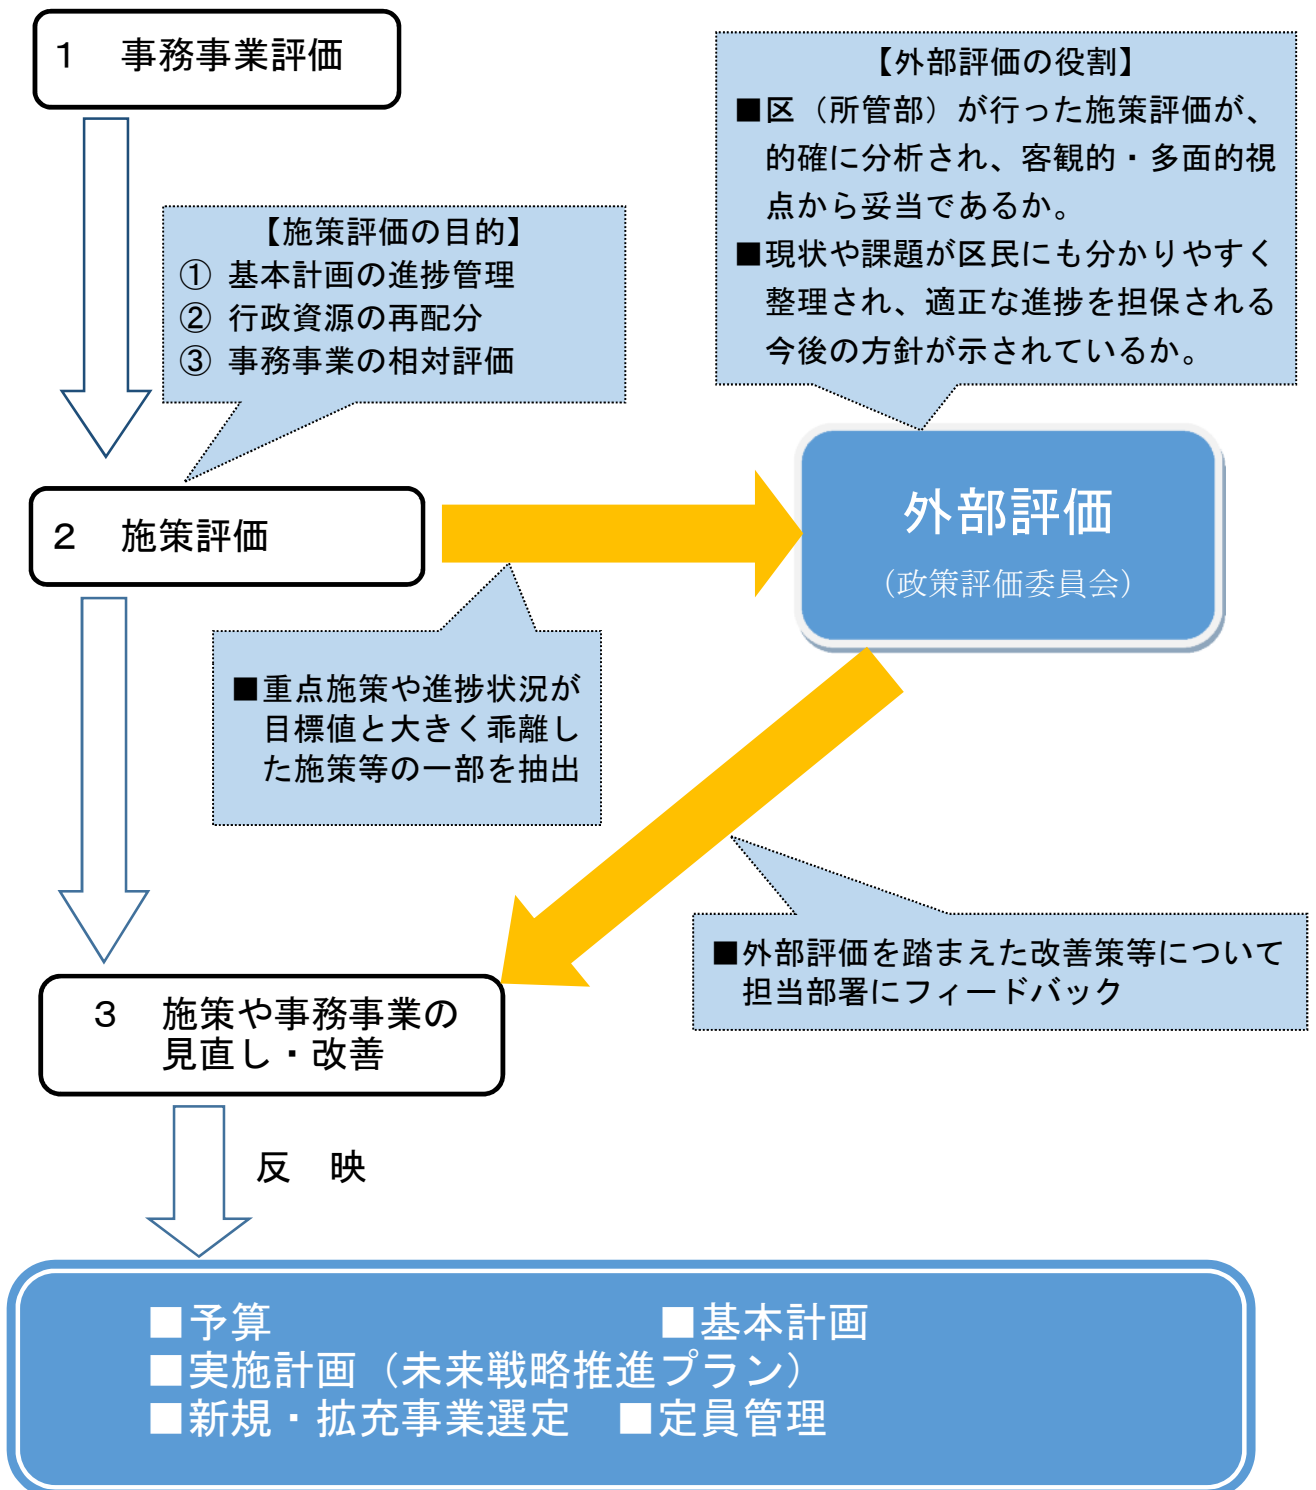 １　事務事業評価
【外部評価の役割】
■区（所管部）が行った施策評価が、
的確に分析され、客観的・多面的視
点から妥当であるか。
■現状や課題が区民にも分かりやすく
整理され、適正な進捗を担保される
今後の方針が示されているか。
【施策評価の目的】
① 基本計画の進捗管理
② 行政資源の再配分
③ 事務事業の相対評価
２　施策評価
外部評価
（政策評価委員会）
■重点施策や進捗状況が
目標値と大きく乖離し
た施策等の一部を抽出
■外部評価を踏まえた改善策等について
担当部署にフィードバック
３　施策や事務事業の
見直し・改善
反　映
■予算　■基本計画
■実施計画（未来戦略推進プラン）
■新規・拡充事業選定　■定員管理